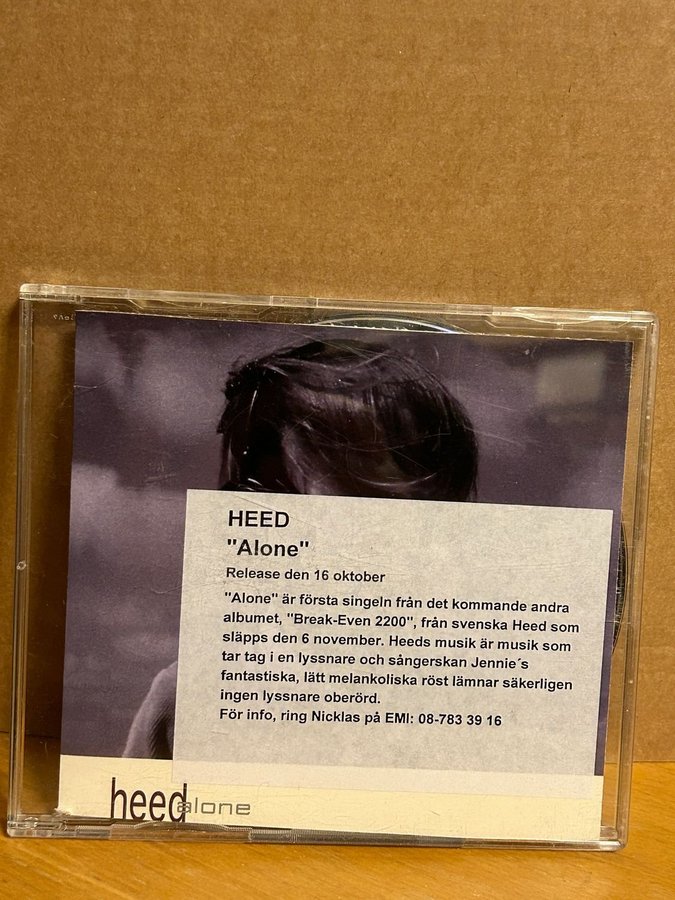 HEED
"Alone"
Release den 16 oktober
"Alone" är första singeln från det kommande andra
albumet, "Break-Even 2200", från svenska Heed som
släpps den 6 november. Heeds musik är musik som
tar tag i en lyssnare och sångerskan Jennie´s
fantastiska, lätt melankoliska röst lämnar säkerligen
ingen lyssnare oberörd.
För info, ring Nicklas på EMI: 08-783 39 16
heed alone